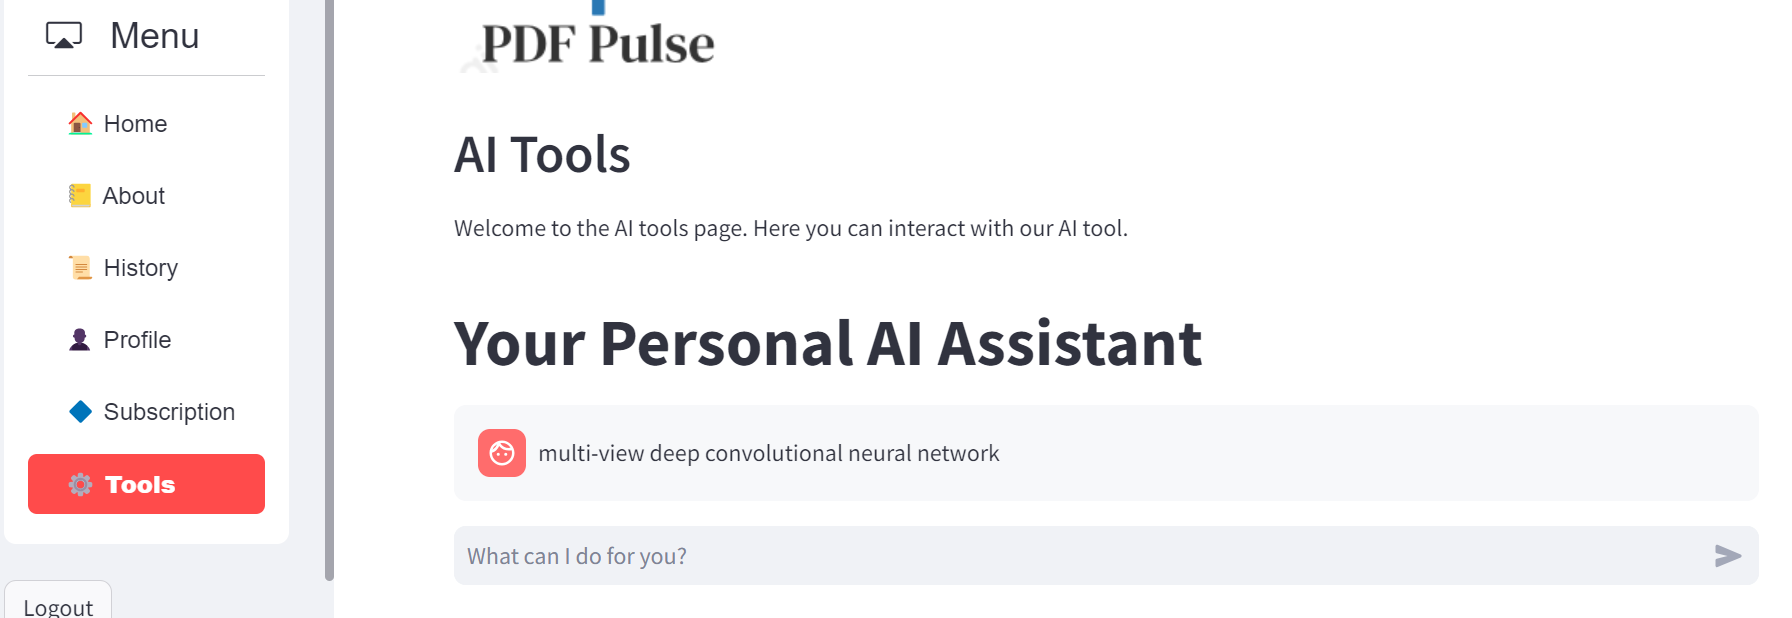 Menu
Home
About
History
Profile
Subscription
Tools
Logout
PDF Pulse
AI Tools
Welcome to the AI tools page. Here you can interact with our AI tool.
Your Personal AI Assistant
multi-view deep convolutional neural network
What can I do for you?